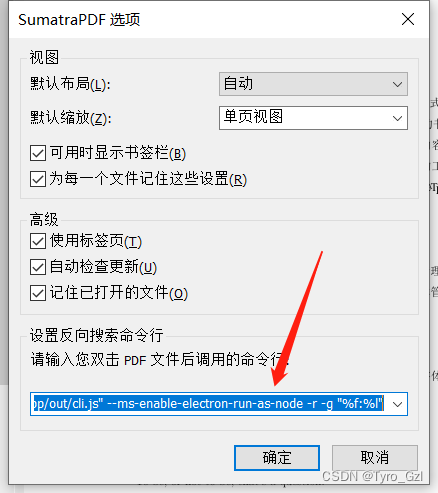 SumatraPDF 选项
视图
默认布局(L): 自动
默认缩放(Z): 单页视图
可用时显示书签栏(B)
为每一个文件记住这些设置(R)
高级
使用标签页(T)
自动检查更新(U)
记住已打开的文件(O)
设置反向搜索命令行
请输入您双击 PDF 文件后调用的命令行:
pp/out/cli.js" --ms-enable-electron-run-as-node -r -g "%f:%l"
确定 取消
CSDN @Tyro_Gzl